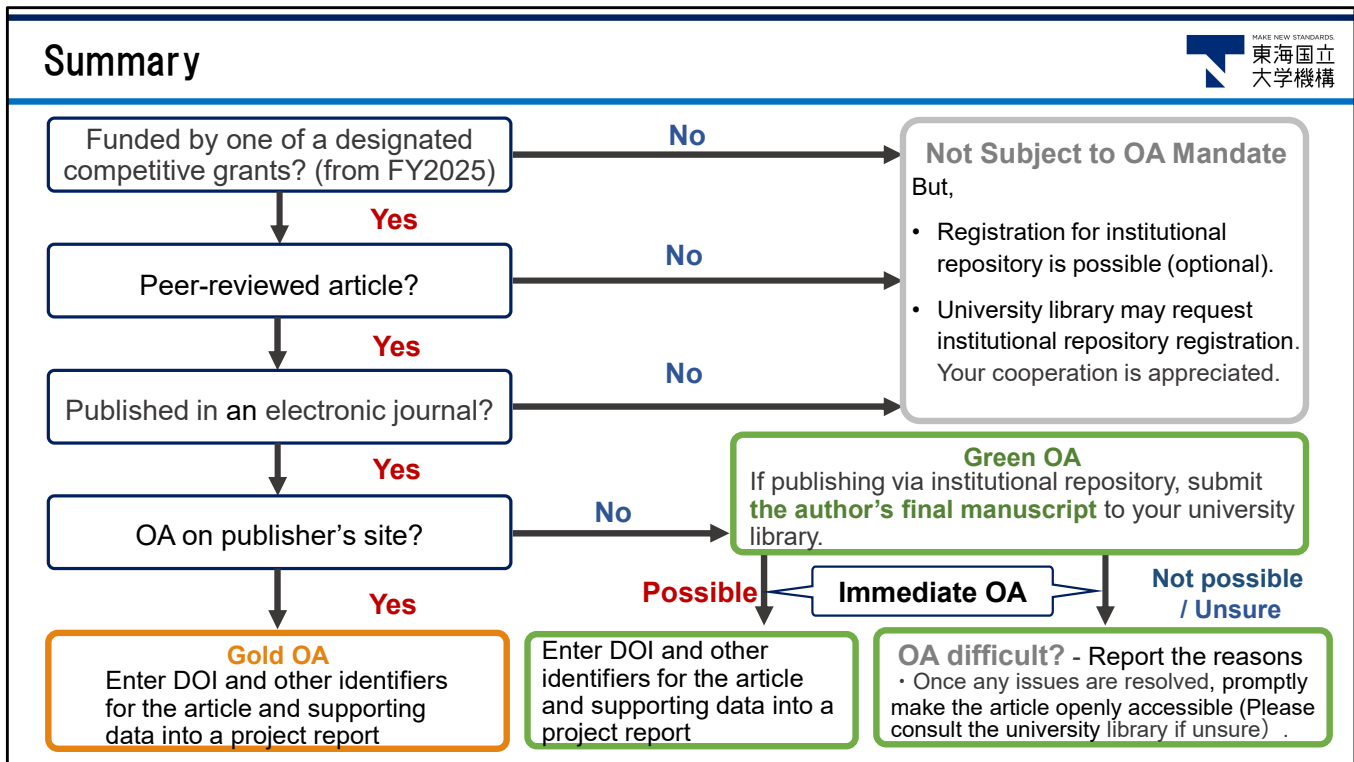 Summary
MAKE NEW STANDARDS.
東海国立
大学機構
Funded by one of a designated
competitive grants? (from FY2025)
No
Not Subject to OA Mandate
But,
• Registration for institutional
repository is possible (optional).
• University library may request
institutional repository registration.
Your cooperation is appreciated.
Yes
Peer-reviewed article?
No
Yes
Published in an electronic journal?
No
Yes
OA on publisher's site?
No
Green OA
If publishing via institutional repository, submit
the author's final manuscript to your university
library.
Yes
Possible
Immediate OA
Not possible
/ Unsure
Gold OA
Enter DOI and other identifiers
for the article and supporting
data into a project report
Enter DOI and other
identifiers for the article
and supporting data into a
project report
OA difficult? - Report the reasons
・Once any issues are resolved, promptly
make the article openly accessible (Please
consult the university library if unsure）.